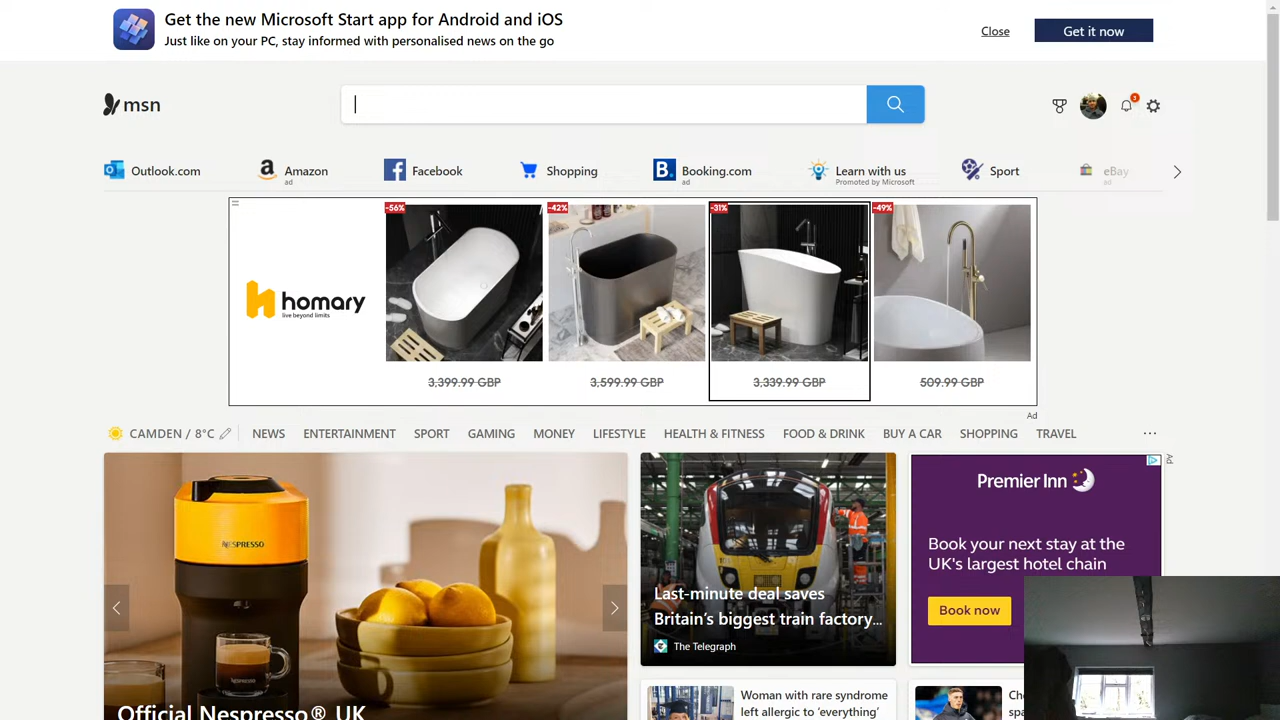 Get the new Microsoft Start app for Android and iOS
Just like on your PC, stay informed with personalised news on the go
Close
Get it now
msn
3
Outlook.com
Amazon
ad
Facebook
Shopping
Booking.com
ad
Learn with us
Promoted by Microsoft
Sport
eBay
ad
-56%
-42%
-31%
-49%
homary
live beyond limits
3,399.99 GBP
3,599.99 GBP
3,339.99 GBP
509.99 GBP
Ad
CAMDEN / 8°C
NEWS
ENTERTAINMENT
SPORT
GAMING
MONEY
LIFESTYLE
HEALTH & FITNESS
FOOD & DRINK
BUY A CAR
SHOPPING
TRAVEL
...
NESPRESSO
Official Nespresso® UK
Last-minute deal saves
Britain's biggest train factory...
The Telegraph
Ad
Premier Inn
Book your next stay at the
UK's largest hotel chain
Book now
Woman with rare syndrome
left allergic to 'everything'